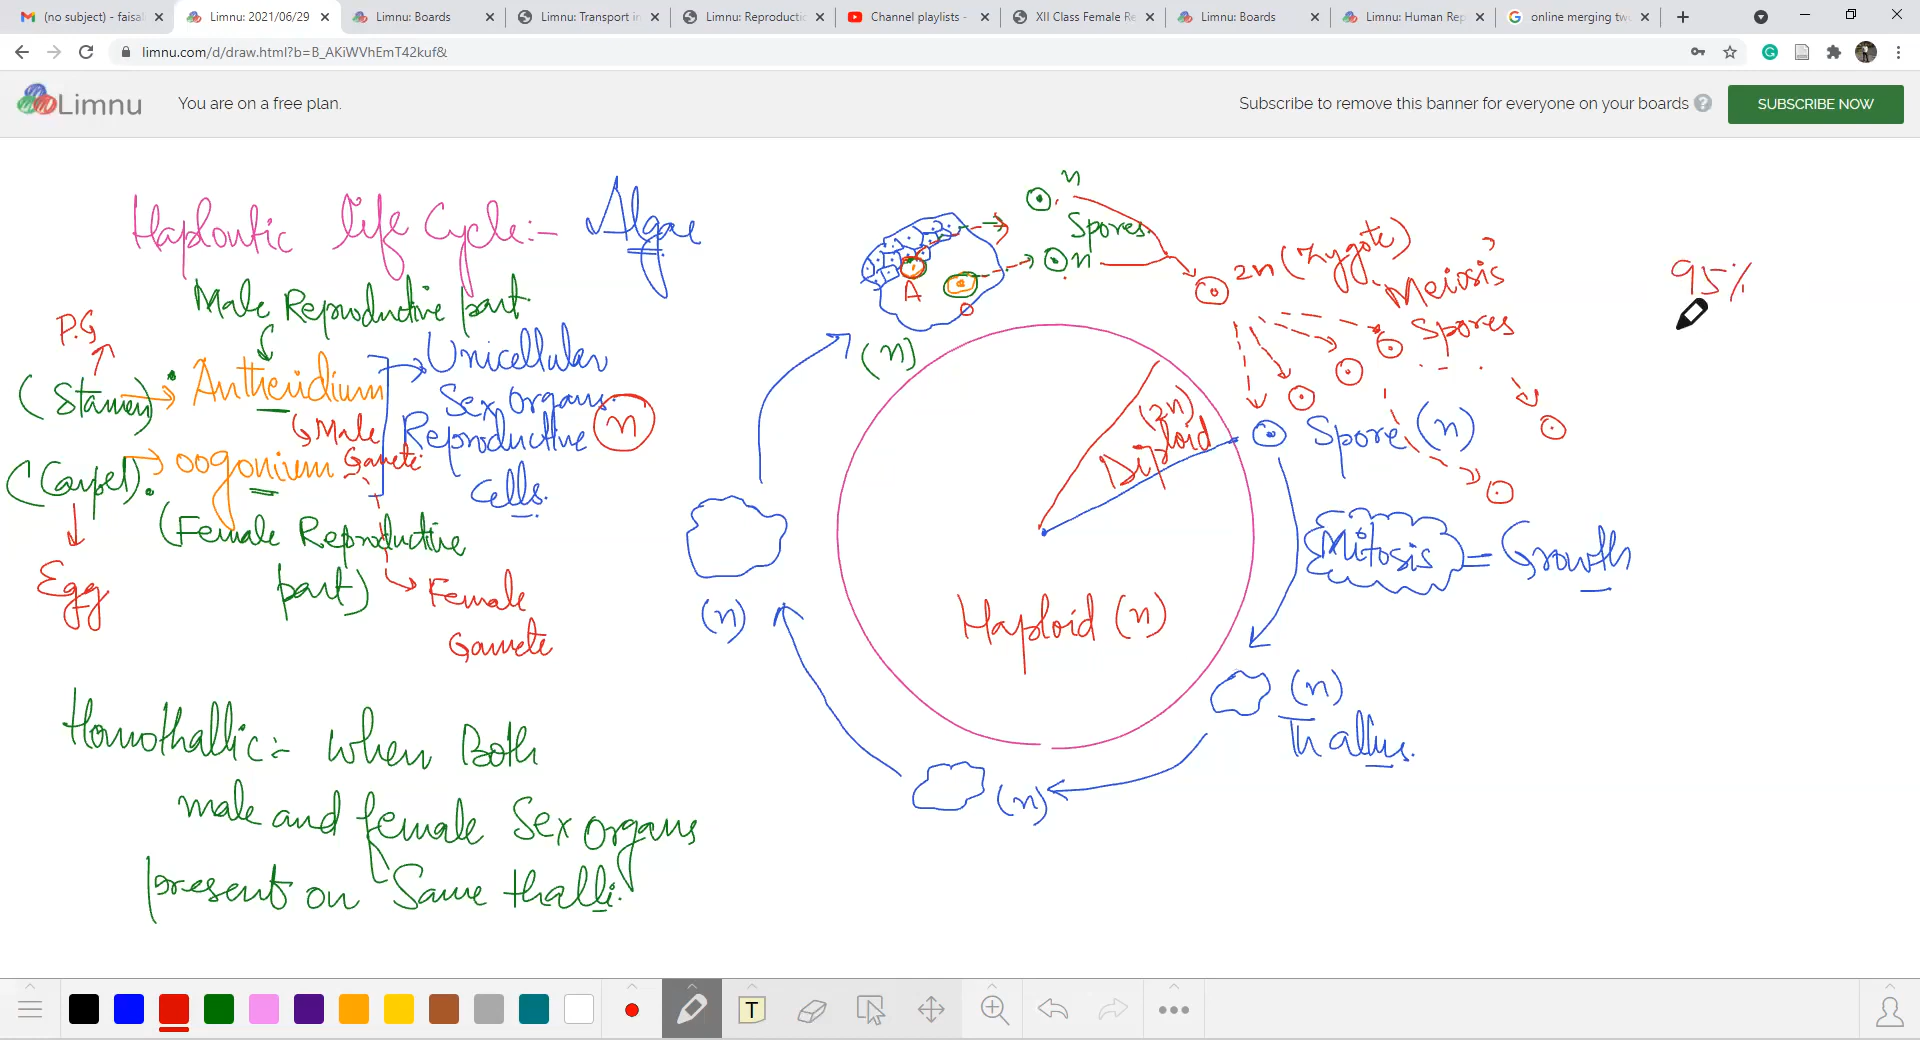 (no subject) - faisal
Limnu: 2021/06/29
Limnu: Boards
Limnu: Transport in
Limnu: Reproductio
Channel playlists -
XII Class Female Re
Limnu: Boards
Limnu: Human Rep
online merging two
limnu.com/d/draw.html?b=B_AKiWVhEmT42kuf&
Limnu
You are on a free plan.
Subscribe to remove this banner for everyone on your boards
SUBSCRIBE NOW
Haplontic life Cycle:- Algae
Male Reproductive part
P.G
(Stamen) Antheridium
Male
Gamete
(Carpel). oogonium
(Female Reproductive
part)
Egg
Female
Gamete
Unicellular
Sex organs.
Reproductive
Cells.
n
Homothallic:- when Both
male and female Sex organs
present on Same thalli.
n
Spores.
n
A
O
(n)
2n (Zygote)
Meiosis
Spores
95%
(2n)
Diploid
Spore (n)
Mitosis = Growth
Haploid (n)
(n)
Thallus.
(n)
(n)
T